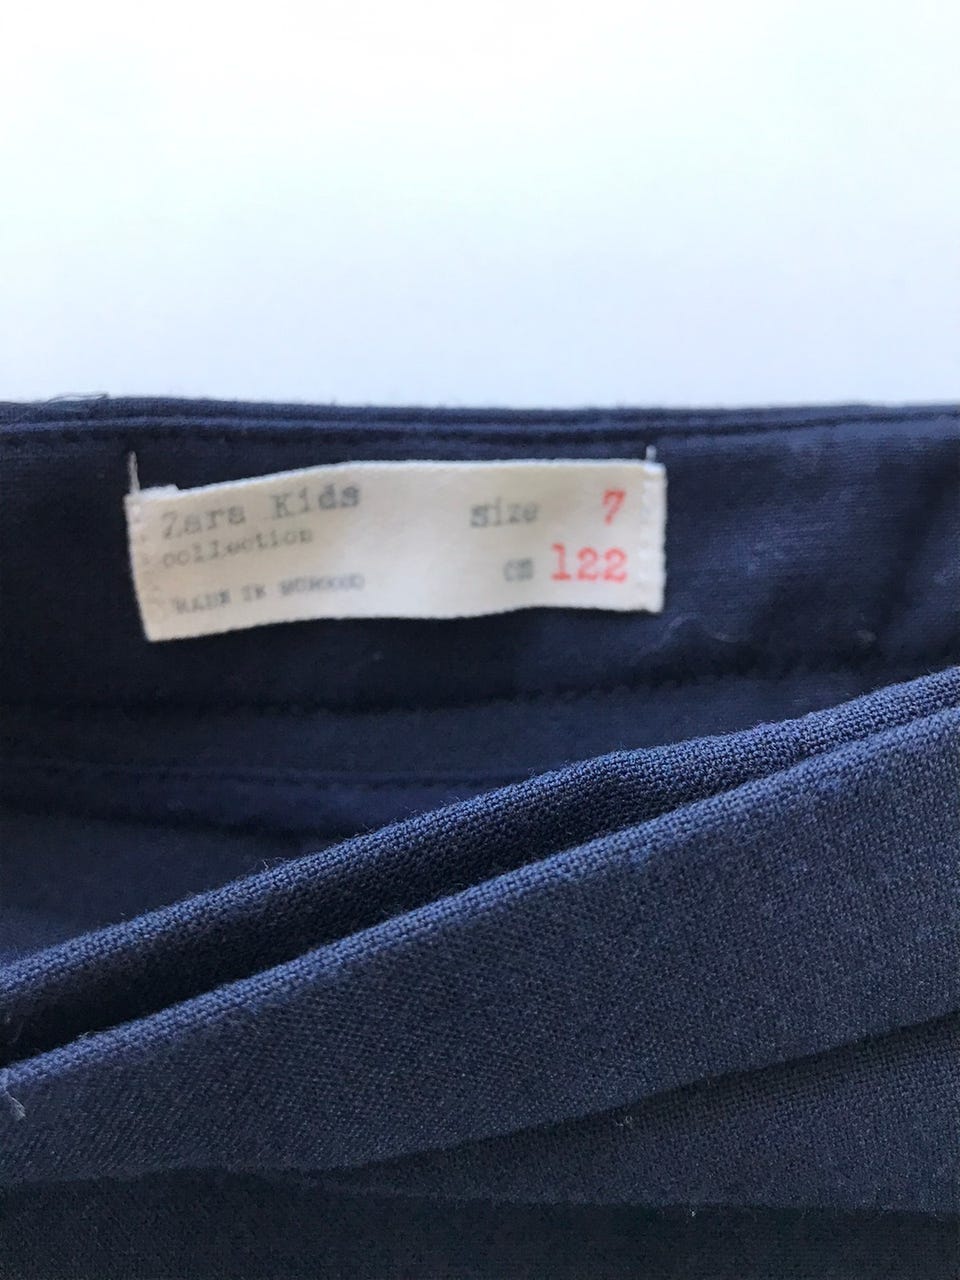 Zara Kids
collection
MADE IN MOROCCO
size 7
CM 122